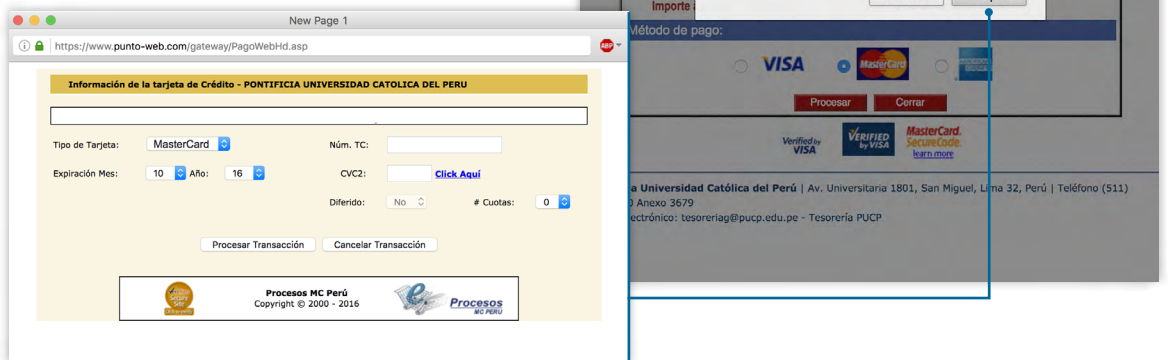 New Page 1
https://www.punto-web.com/gateway/PagoWebHd.asp
ABP
Información de la tarjeta de Crédito - PONTIFICIA UNIVERSIDAD CATOLICA DEL PERU
Tipo de Tarjeta: MasterCard Núm. TC:
Expiración Mes: 10 Año: 16 CVC2: Click Aquí
Diferido: No # Cuotas: 0
Procesar Transacción Cancelar Transacción
Secure Site
Procesos MC Perú
Copyright © 2000 - 2016
Procesos
MC PERU
Importe
Método de pago:
VISA MasterCard
Procesar Cerrar
Verified by VISA
VERIFIED by VISA
MasterCard.
SecureCode.
learn more
a Universidad Católica del Perú | Av. Universitaria 1801, San Miguel, Lima 32, Perú | Teléfono (511)
0 Anexo 3679
ectrónico: tesoreriag@pucp.edu.pe - Tesorería PUCP